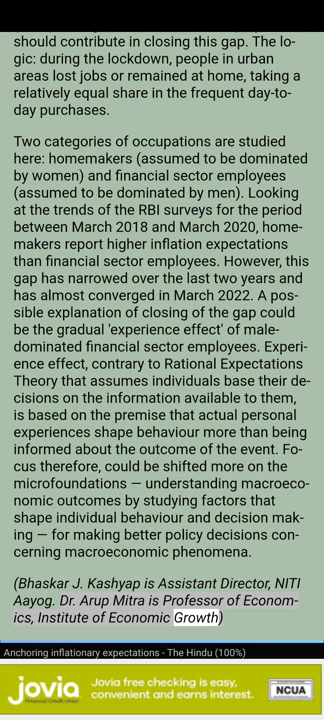 should contribute in closing this gap. The lo-
gic: during the lockdown, people in urban
areas lost jobs or remained at home, taking a
relatively equal share in the frequent day-to-
day purchases.
Two categories of occupations are studied
here: homemakers (assumed to be dominated
by women) and financial sector employees
(assumed to be dominated by men). Looking
at the trends of the RBI surveys for the period
between March 2018 and March 2020, home-
makers report higher inflation expectations
than financial sector employees. However, this
gap has narrowed over the last two years and
has almost converged in March 2022. A pos-
sible explanation of closing of the gap could
be the gradual 'experience effect' of male-
dominated financial sector employees. Experi-
ence effect, contrary to Rational Expectations
Theory that assumes individuals base their de-
cisions on the information available to them,
is based on the premise that actual personal
experiences shape behaviour more than being
informed about the outcome of the event. Fo-
cus therefore, could be shifted more on the
microfoundations — understanding macroeco-
nomic outcomes by studying factors that
shape individual behaviour and decision mak-
ing — for making better policy decisions con-
cerning macroeconomic phenomena.
(Bhaskar J. Kashyap is Assistant Director, NITI
Aayog. Dr. Arup Mitra is Professor of Econom-
ics, Institute of Economic Growth)
Anchoring inflationary expectations - The Hindu (100%)
jovia
Financial Credit Union
Jovia free checking is easy,
convenient and earns interest.
NCUA